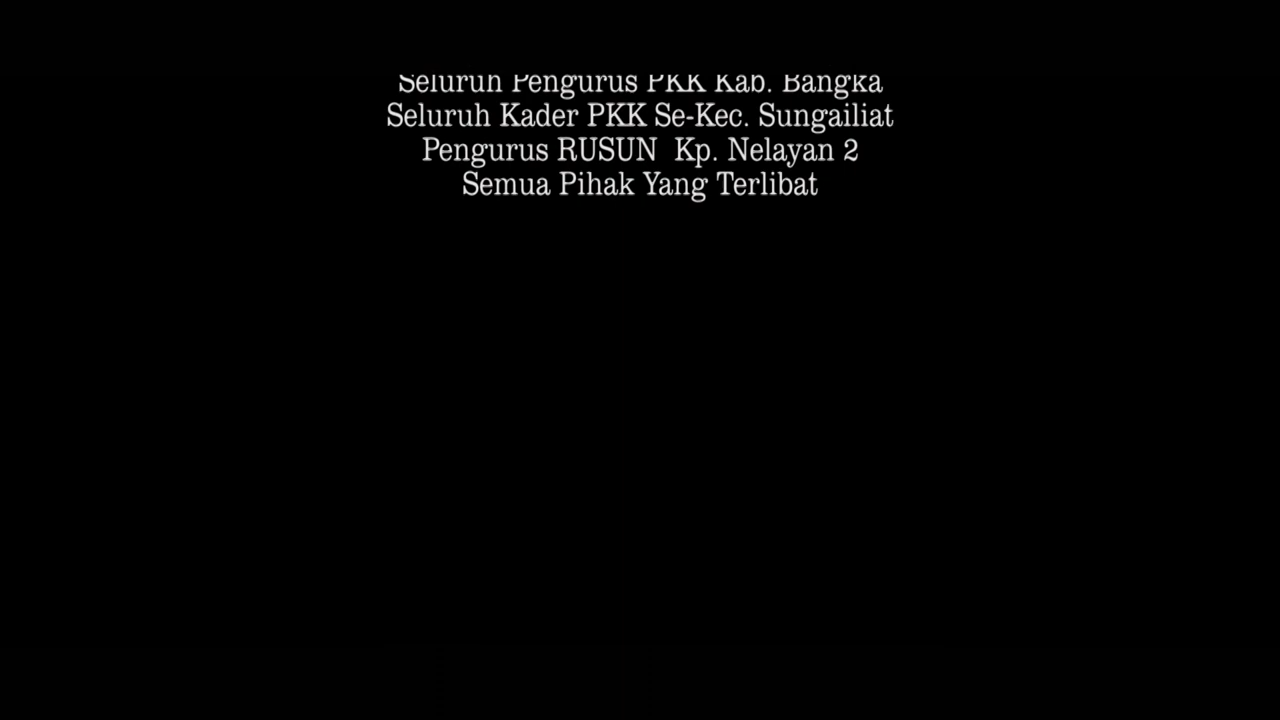 Seluruh Pengurus PKK Kab. Bangka
Seluruh Kader PKK Se-Kec. Sungailiat
Pengurus RUSUN Kp. Nelayan 2
Semua Pihak Yang Terlibat